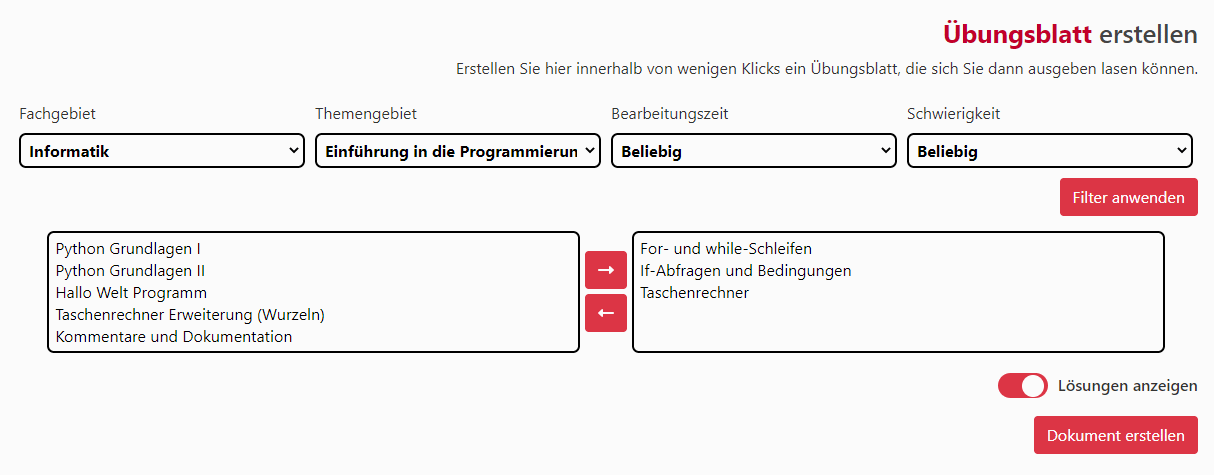 Übungsblatt erstellen
Erstellen Sie hier innerhalb von wenigen Klicks ein Übungsblatt, die sich Sie dann ausgeben lasen können.
Fachgebiet
Themengebiet
Bearbeitungszeit
Schwierigkeit
Informatik
Einführung in die Programmierun
Beliebig
Beliebig
Filter anwenden
Python Grundlagen I
Python Grundlagen II
Hallo Welt Programm
Taschenrechner Erweiterung (Wurzeln)
Kommentare und Dokumentation
→
←
For- und while-Schleifen
If-Abfragen und Bedingungen
Taschenrechner
Lösungen anzeigen
Dokument erstellen